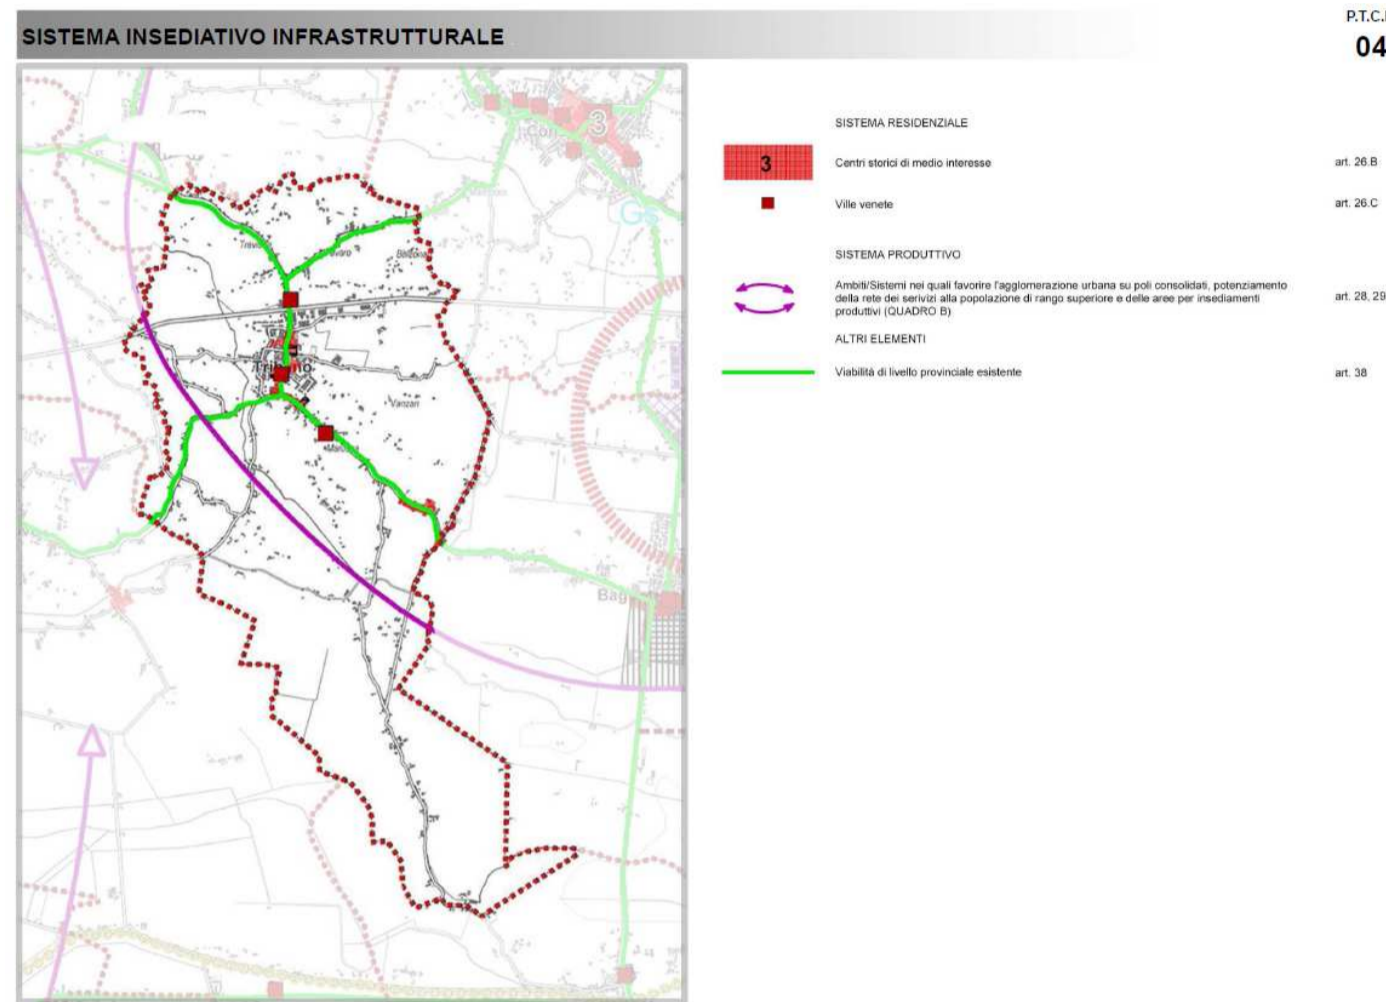 SISTEMA INSEDIATIVO INFRASTRUTTURALE
P.T.C.
04
3
Gs
Vanzari
SISTEMA RESIDENZIALE
3 Centri storici di medio interesse art. 26.B
Ville venete art. 26.C
SISTEMA PRODUTTIVO
Ambiti/Sistemi nei quali favorire l'agglomerazione urbana su poli consolidati, potenziamento
della rete dei serivizi alla popolazione di rango superiore e delle aree per insediamenti
produttivi (QUADRO B)
art. 28, 29
ALTRI ELEMENTI
Viabilità di livello provinciale esistente art. 38